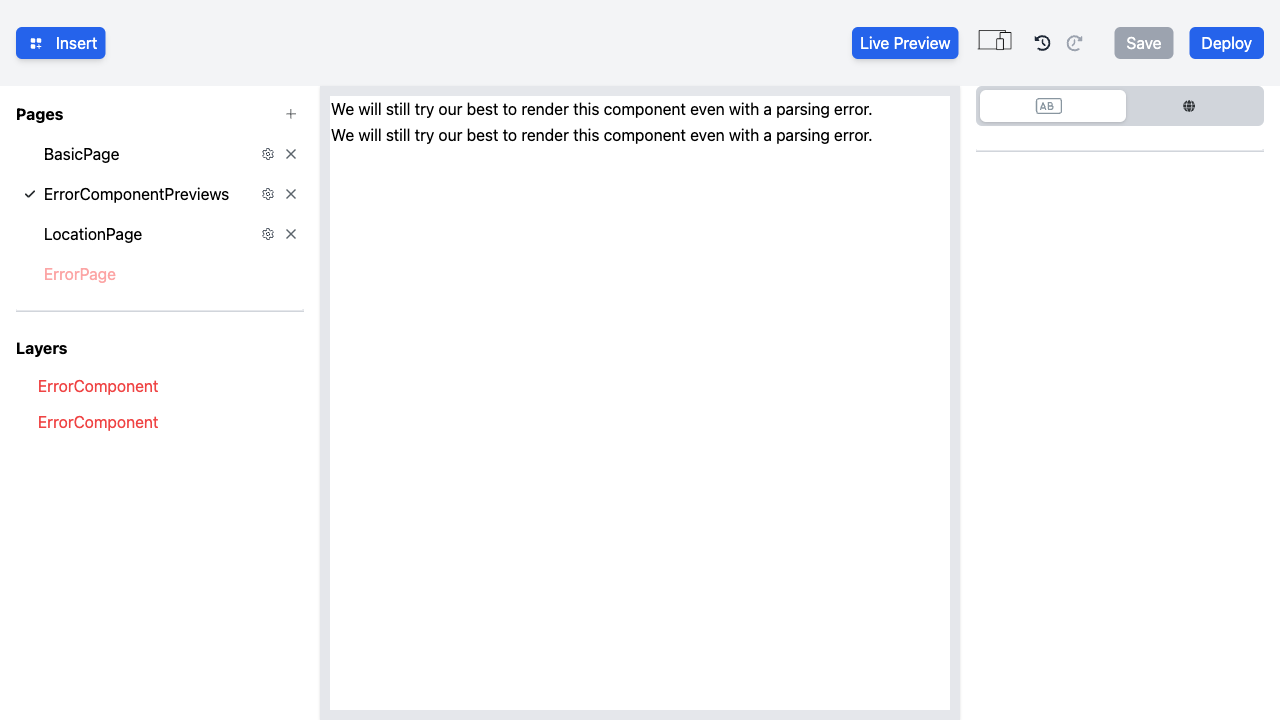 Insert
Live Preview
Save
Deploy
Pages
BasicPage
ErrorComponentPreviews
LocationPage
ErrorPage
Layers
ErrorComponent
ErrorComponent
We will still try our best to render this component even with a parsing error.
We will still try our best to render this component even with a parsing error.
AB